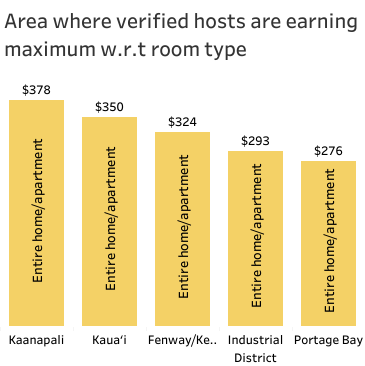 Area where verified hosts are earning
maximum w.r.t room type
$378
$350
$324
$293
$276
Entire home/apartment
Entire home/apartment
Entire home/apartment
Entire home/apartment
Entire home/apartment
Kaanapali
Kauaʻi
Fenway/Ke..
Industrial
District
Portage Bay